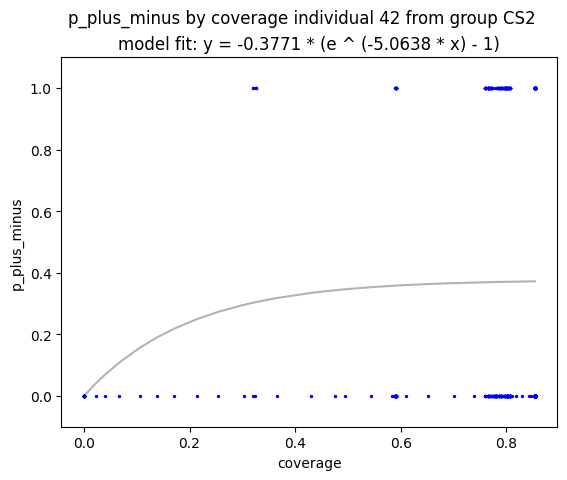 p_plus_minus by coverage individual 42 from group CS2
model fit: y = -0.3771 * (e ^ (-5.0638 * x) - 1)
1.0
0.8
0.6
0.4
0.2
0.0
p_plus_minus
0.0 0.2 0.4 0.6 0.8
coverage